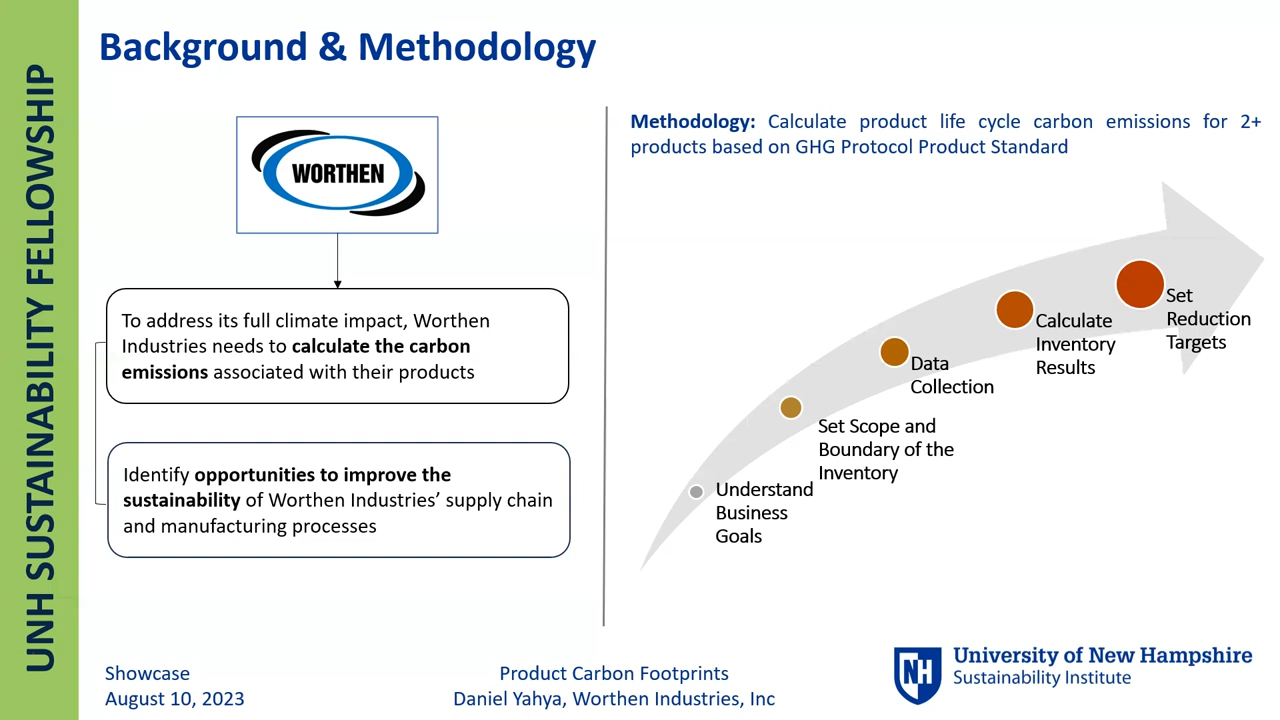 UNH SUSTAINABILITY FELLOWSHIP
Background & Methodology
WORTHEN
To address its full climate impact, Worthen
Industries needs to calculate the carbon
emissions associated with their products
Identify opportunities to improve the
sustainability of Worthen Industries’ supply chain
and manufacturing processes
Methodology: Calculate product life cycle carbon emissions for 2+
products based on GHG Protocol Product Standard
Understand
Business
Goals
Set Scope and
Boundary of the
Inventory
Data
Collection
Calculate
Inventory
Results
Set
Reduction
Targets
Showcase
August 10, 2023
Product Carbon Footprints
Daniel Yahya, Worthen Industries, Inc
NH
University of New Hampshire
Sustainability Institute